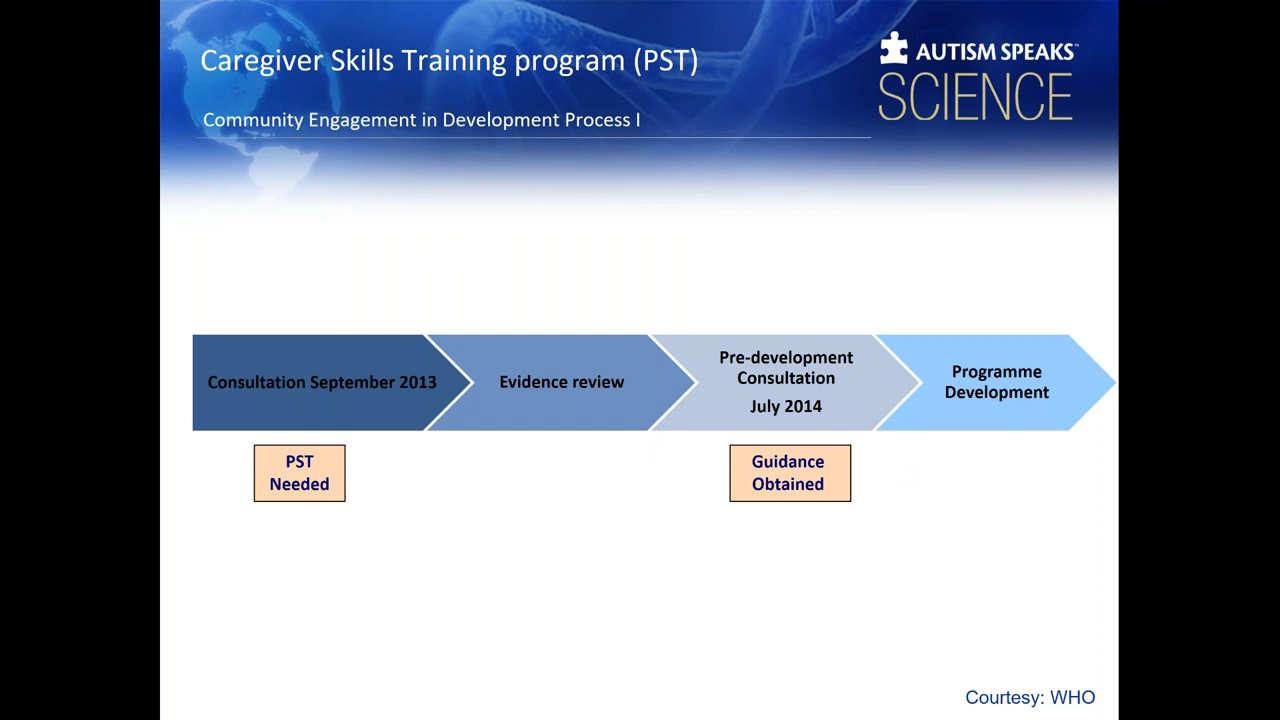 Caregiver Skills Training program (PST)
Community Engagement in Development Process I
AUTISM SPEAKS™
SCIENCE
Consultation September 2013
Evidence review
Pre-development
Consultation
July 2014
Programme
Development
PST
Needed
Guidance
Obtained
Courtesy: WHO